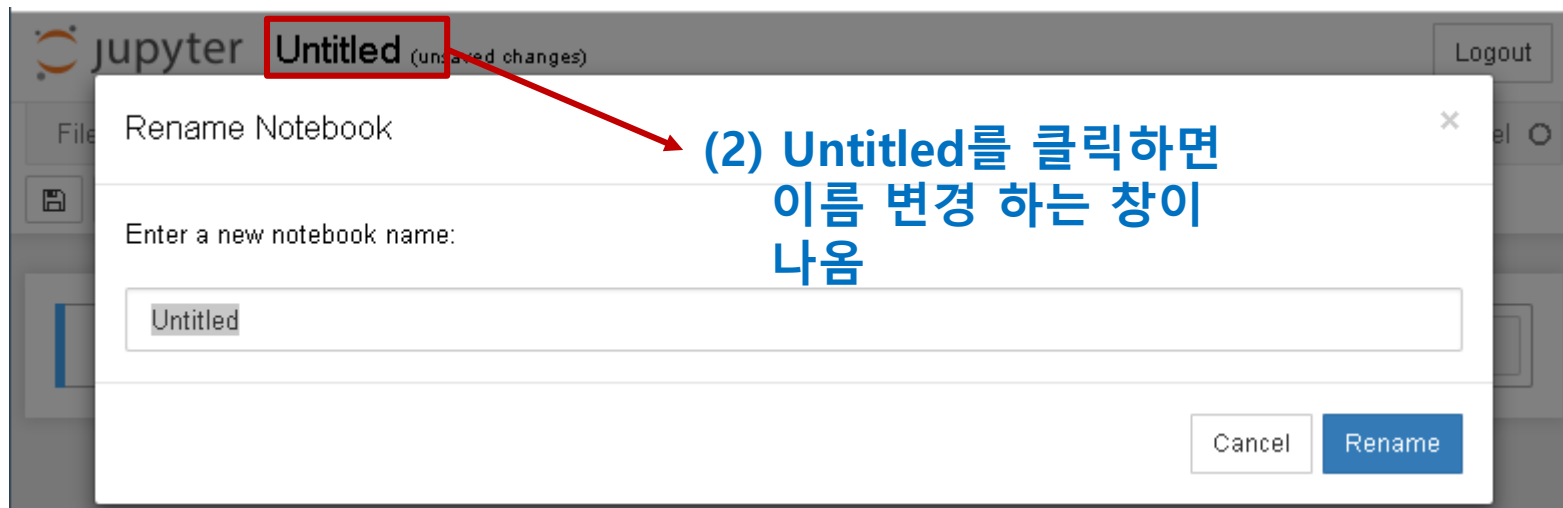 jupyter Untitled (unsaved changes) Logout
File Rename Notebook × el
(2) Untitled를 클릭하면
이름 변경 하는 창이
나옴
Enter a new notebook name:
Untitled
Cancel Rename